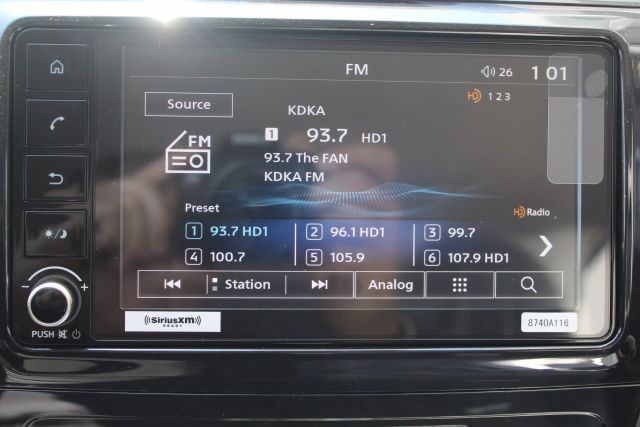 FM
26
1 01
Source
HD 1 2 3
KDKA
1 93.7 HD1
FM
93.7 The FAN
KDKA FM
HD Radio
Preset
1 93.7 HD1
2 96.1 HD1
3 99.7
4 100.7
5 105.9
6 107.9 HD1
Station
Analog
- +
PUSH
((SiriusXM))
READY
8740A116